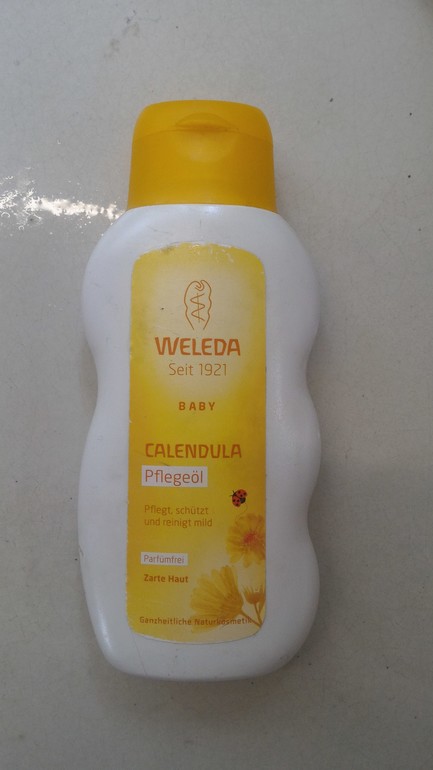 WELEDA
Seit 1921
BABY
CALENDULA
Pflegeöl
Pflegt, schützt
und reinigt mild
Parfümfrei
Zarte Haut
Ganzheitliche Naturkosmetik